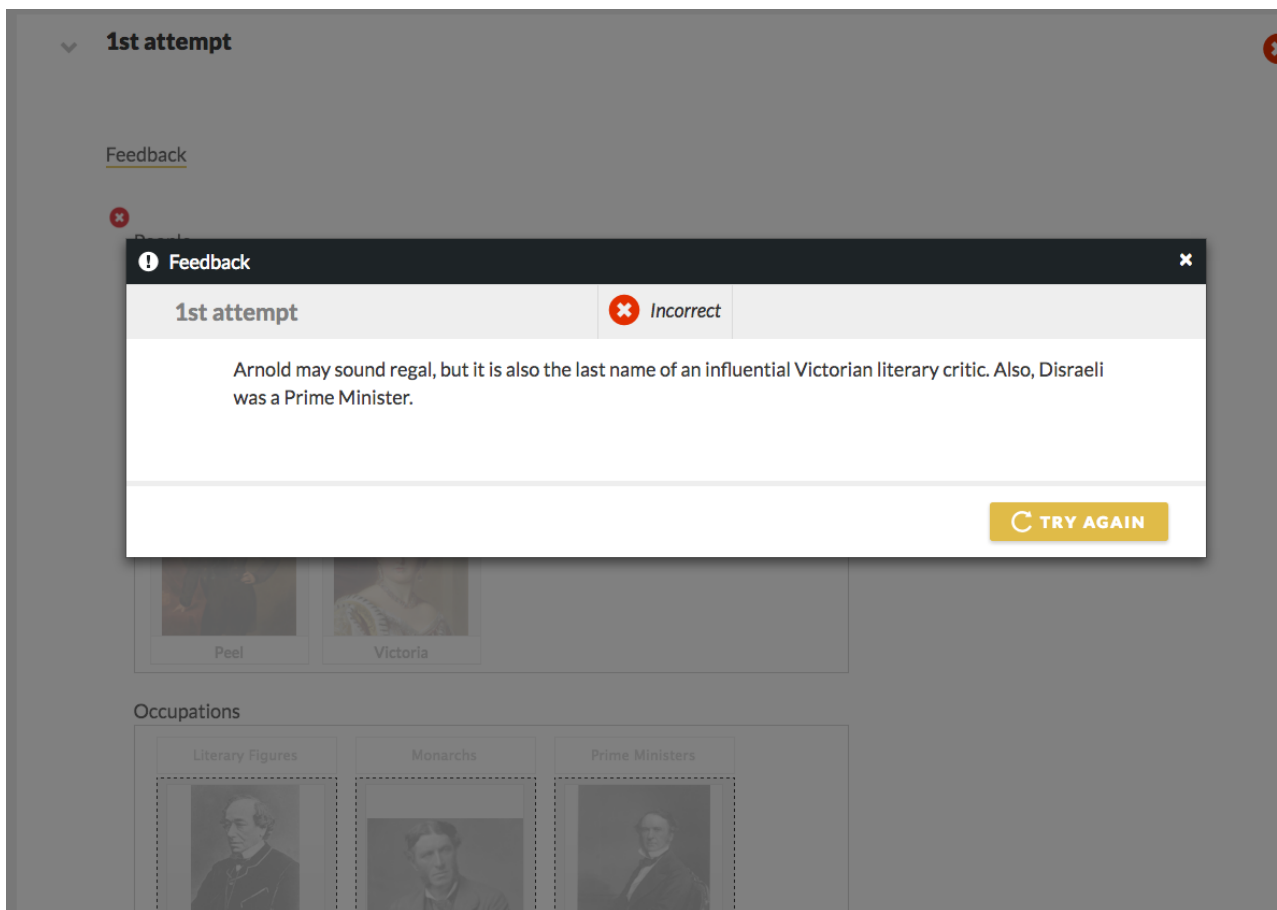 1st attempt
Feedback
Feedback
1st attempt
Incorrect
Arnold may sound regal, but it is also the last name of an influential Victorian literary critic. Also, Disraeli
was a Prime Minister.
TRY AGAIN
Peel Victoria
Occupations
Literary Figures Monarchs Prime Ministers